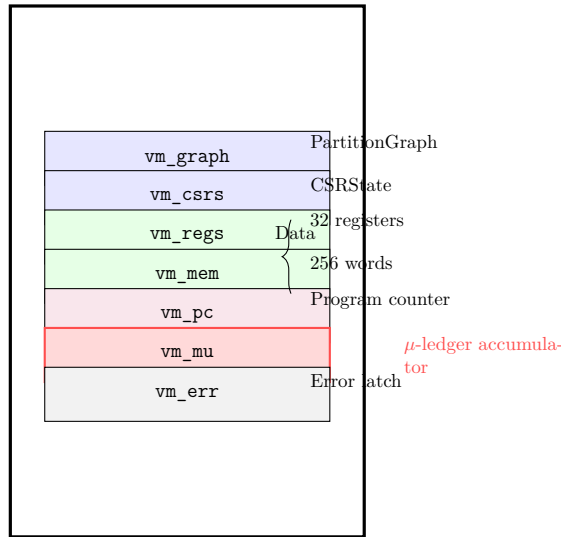 PartitionGraph
vm_graph
CSRState
vm_csrs
32 registers
vm_regs
Data
256 words
vm_mem
Program counter
vm_pc
μ-ledger accumula-
tor
vm_mu
Error latch
vm_err